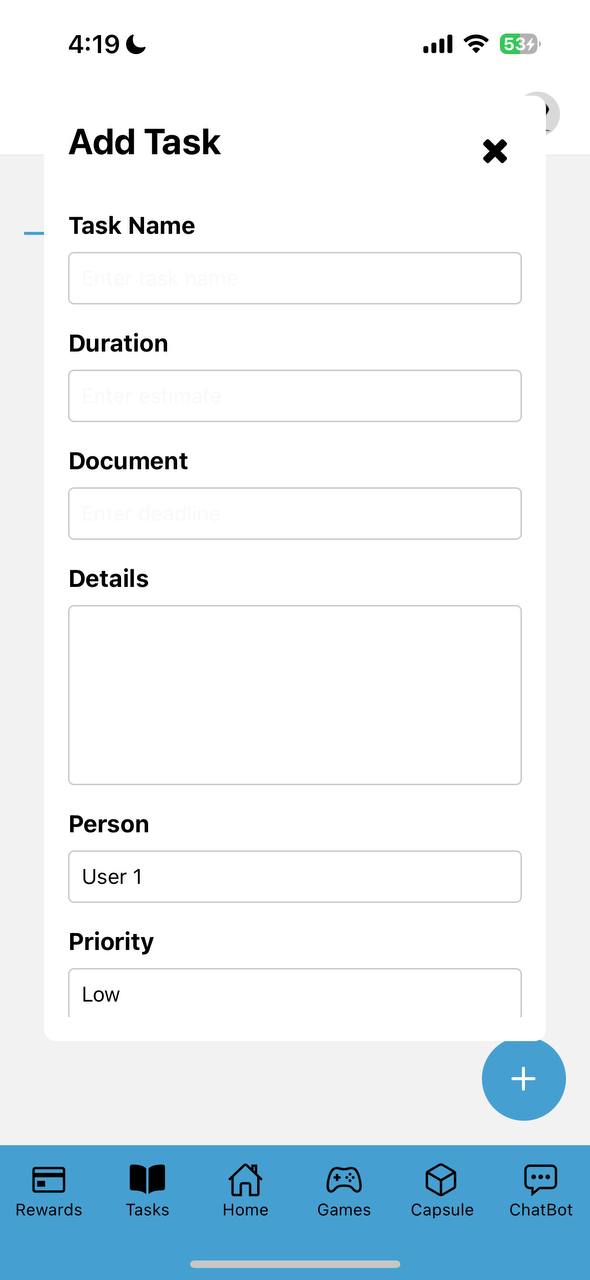 4:19
53
Add Task
Task Name
Enter task name
Duration
Enter estimate
Document
Enter deadline
Details
Person
User 1
Priority
Low
Rewards
Tasks
Home
Games
Capsule
ChatBot